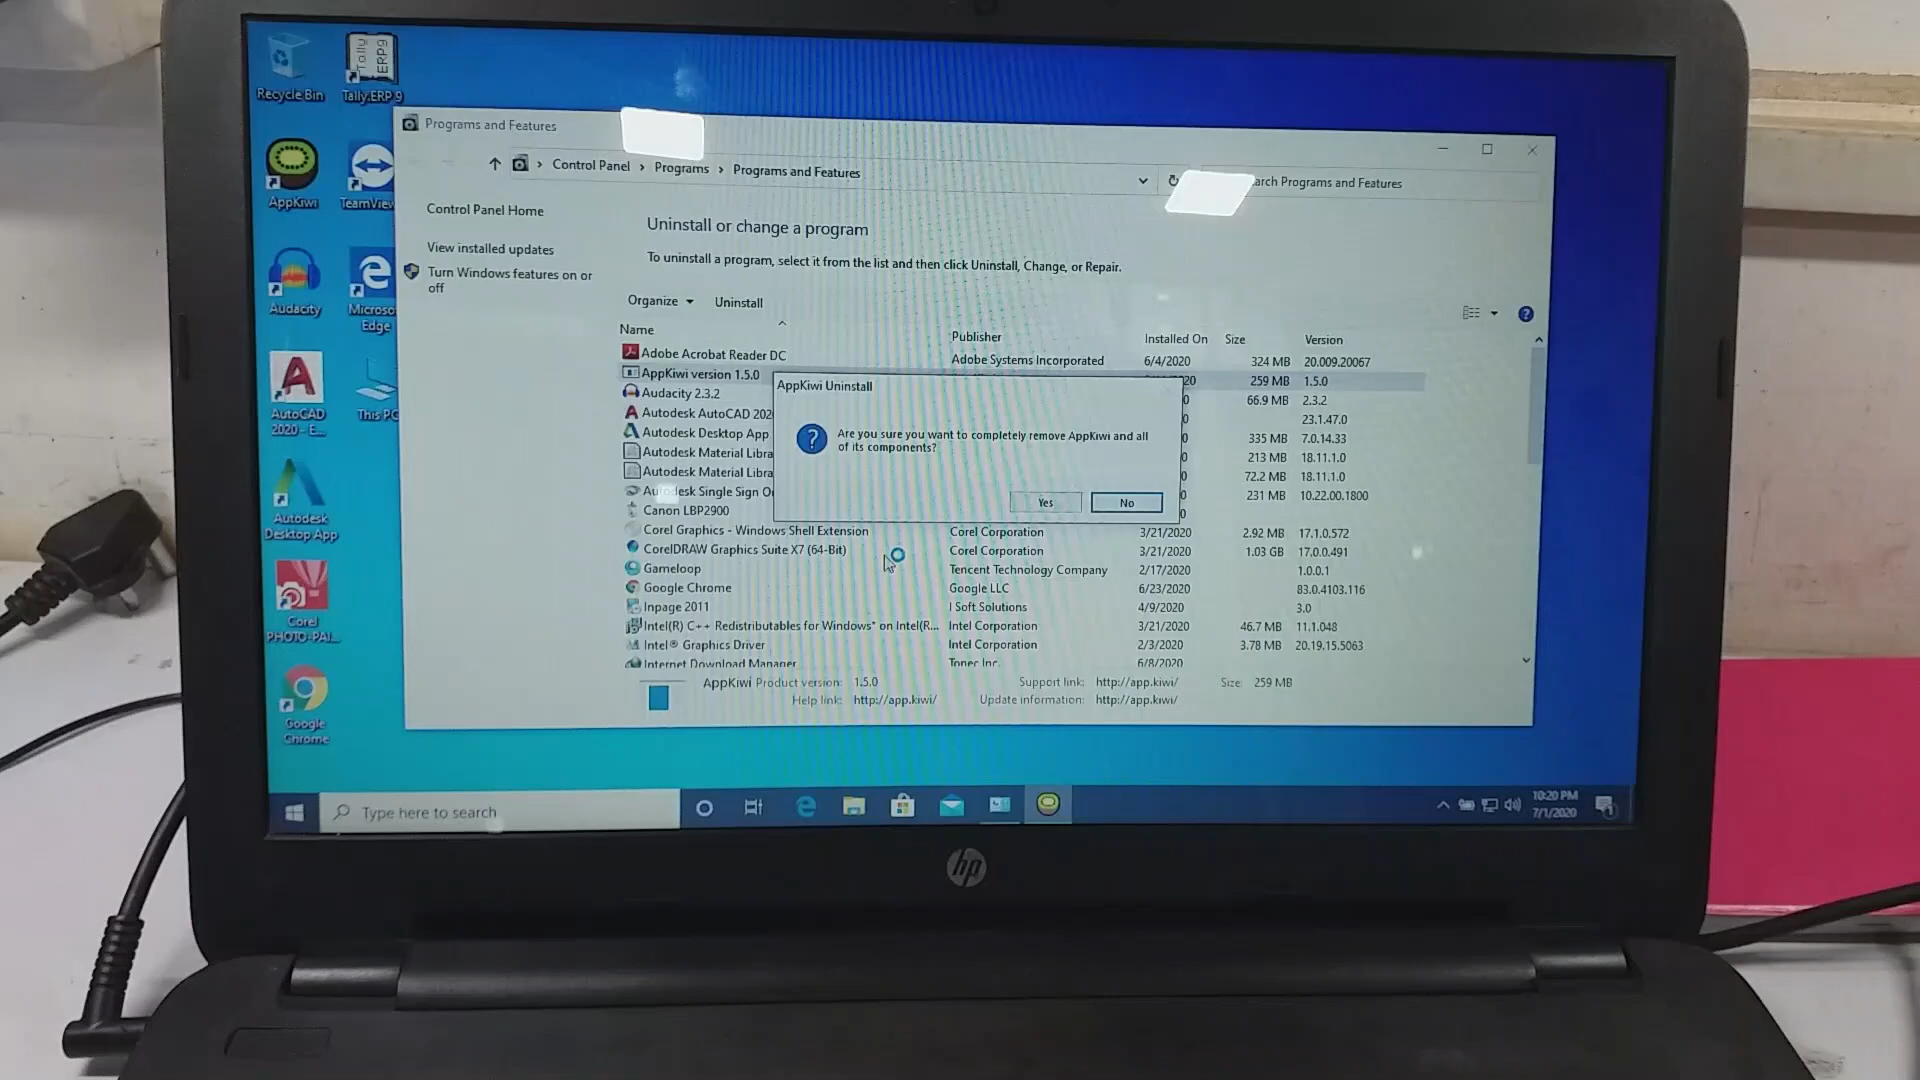 Recycle Bin
Tally.ERP 9
Tally
ERP9
AppKiwi
TeamView
Audacity
Microso
Edge
AutoCAD
2020 - E...
This PC
Autodesk
Desktop App
Corel
PHOTO-PAI...
Google
Chrome
Programs and Features
Control Panel › Programs › Programs and Features
arch Programs and Features
Control Panel Home
View installed updates
Turn Windows features on or
off
Uninstall or change a program
To uninstall a program, select it from the list and then click Uninstall, Change, or Repair.
Organize Uninstall
Name Publisher Installed On Size Version
Adobe Acrobat Reader DC Adobe Systems Incorporated 6/4/2020 324 MB 20.009.20067
AppKiwi version 1.5.0 20 259 MB 1.5.0
Audacity 2.3.2 0 66.9 MB 2.3.2
Autodesk AutoCAD 202 0 23.1.47.0
Autodesk Desktop App 0 335 MB 7.0.14.33
Autodesk Material Libra 0 213 MB 18.11.1.0
Autodesk Material Libra 0 72.2 MB 18.11.1.0
Autodesk Single Sign O 0 231 MB 10.22.00.1800
Canon LBP2900 0
Corel Graphics - Windows Shell Extension Corel Corporation 3/21/2020 2.92 MB 17.1.0.572
CorelDRAW Graphics Suite X7 (64-Bit) Corel Corporation 3/21/2020 1.03 GB 17.0.0.491
Gameloop Tencent Technology Company 2/17/2020 1.0.0.1
Google Chrome Google LLC 6/23/2020 83.0.4103.116
Inpage 2011 I Soft Solutions 4/9/2020 3.0
Intel(R) C++ Redistributables for Windows* on Intel(R... Intel Corporation 3/21/2020 46.7 MB 11.1.048
Intel® Graphics Driver Intel Corporation 2/3/2020 3.78 MB 20.19.15.5063
Internet Download Manager Tonec Inc. 6/8/2020
AppKiwi Product version: 1.5.0 Support link: http://app.kiwi/ Size: 259 MB
Help link: http://app.kiwi/ Update information: http://app.kiwi/
AppKiwi Uninstall
Are you sure you want to completely remove AppKiwi and all
of its components?
Yes No
Type here to search
10:20 PM
7/1/2020
1
hp